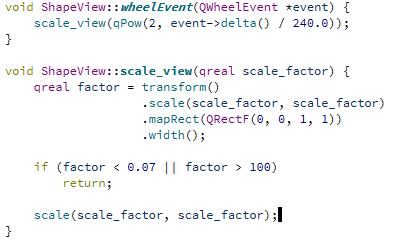 void ShapeView::wheelEvent(QWheelEvent *event) {
    scale_view(qPow(2, event->delta() / 240.0));
}

void ShapeView::scale_view(qreal scale_factor) {
    qreal factor = transform()
                   .scale(scale_factor, scale_factor)
                   .mapRect(QRectF(0, 0, 1, 1))
                   .width();

    if (factor < 0.07 || factor > 100)
        return;

    scale(scale_factor, scale_factor);
}